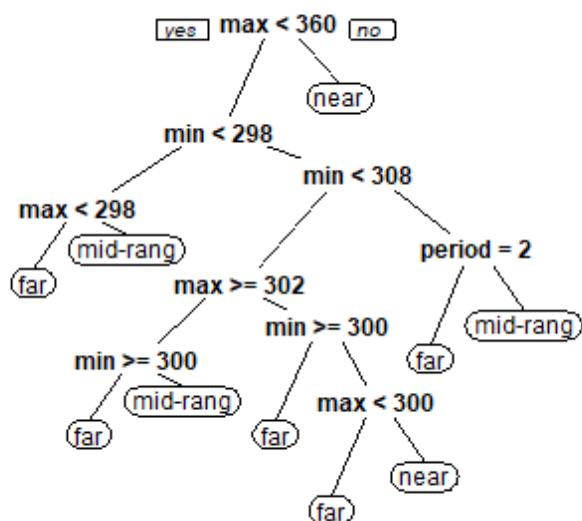 yes max < 360 no
near
min < 298
min < 308
max < 298
mid-rang
period = 2
far
max >= 302
min >= 300
mid-rang
min >= 300
far
mid-rang
max < 300
far
far
near
far